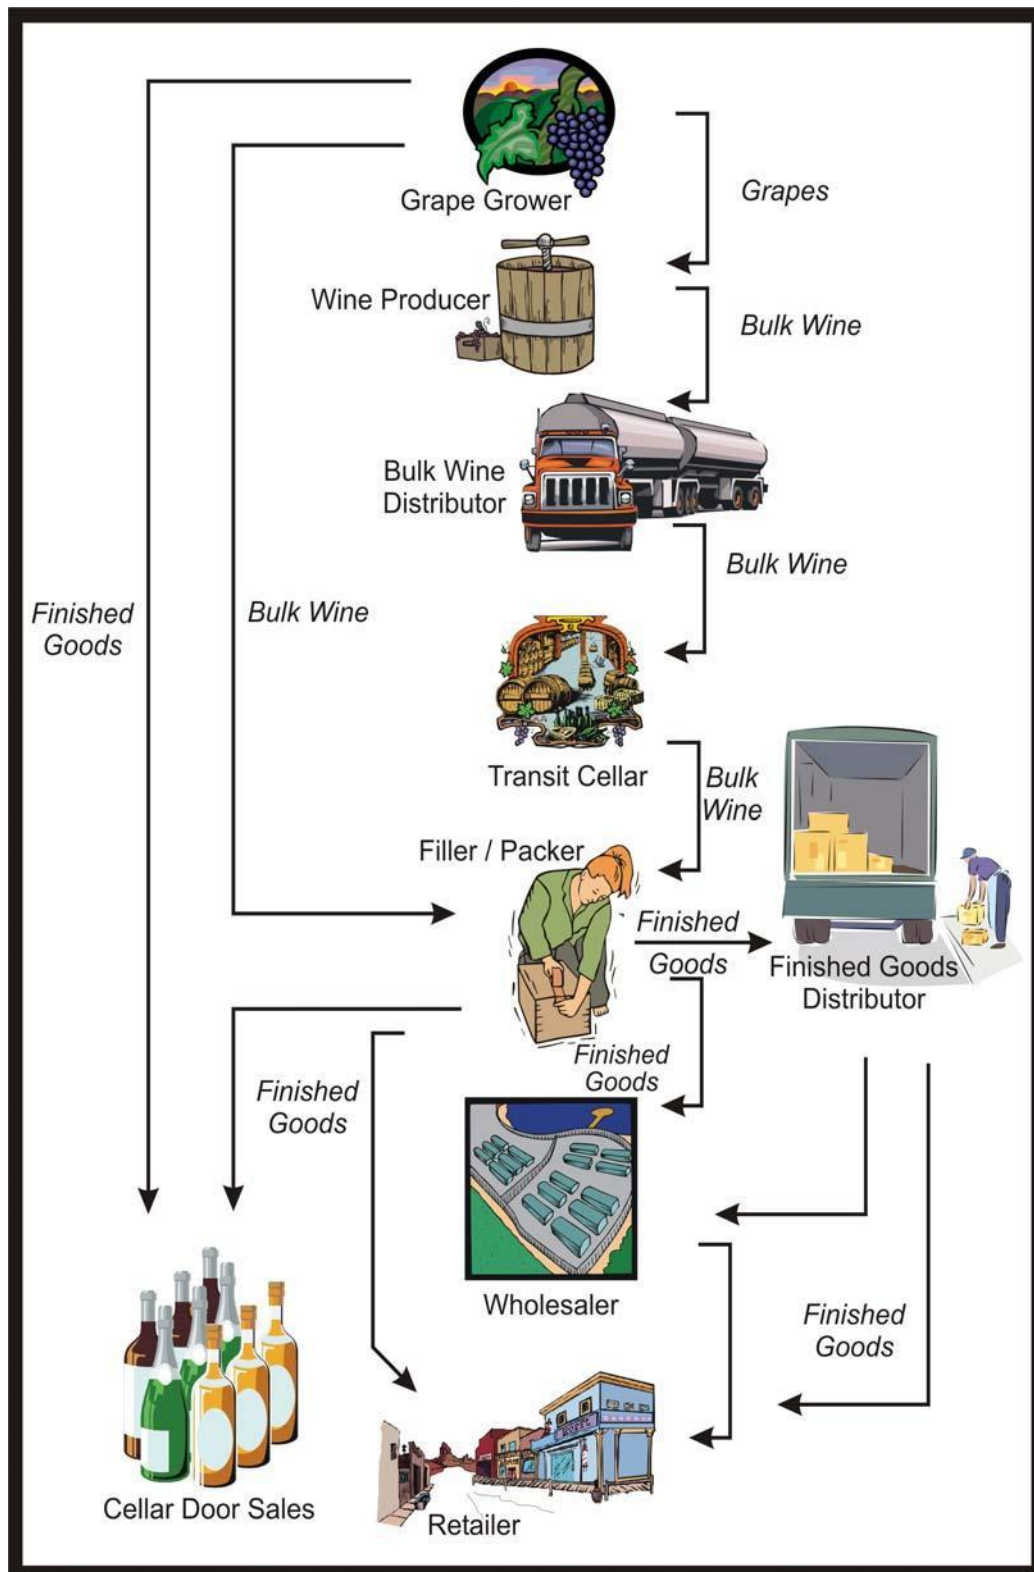 Grape Grower
Grapes
Wine Producer
Bulk Wine
Bulk Wine
Distributor
Bulk Wine
Finished
Goods
Bulk Wine
Transit Cellar
Bulk
Wine
Filler / Packer
Finished
Goods
Finished Goods
Distributor
Finished
Goods
Finished
Goods
Wholesaler
Finished
Goods
Cellar Door Sales
Retailer